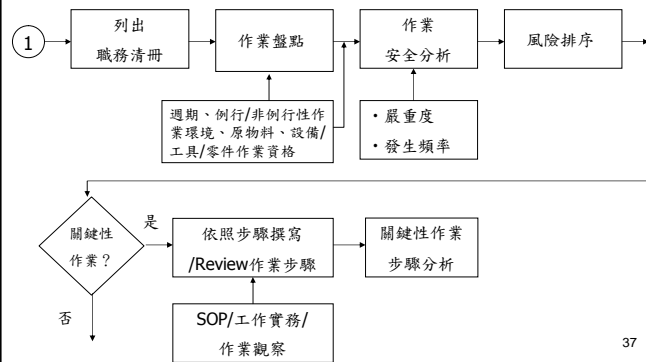 1
列出
職務清冊
作業盤點
作業
安全分析
風險排序
週期、例行/非例行性作
業環境、原物料、設備/
工具/零件作業資格
・嚴重度
・發生頻率
關鍵性
作業？
是
否
依照步驟撰寫
/Review作業步驟
關鍵性作業
步驟分析
SOP/工作實務/
作業觀察
37